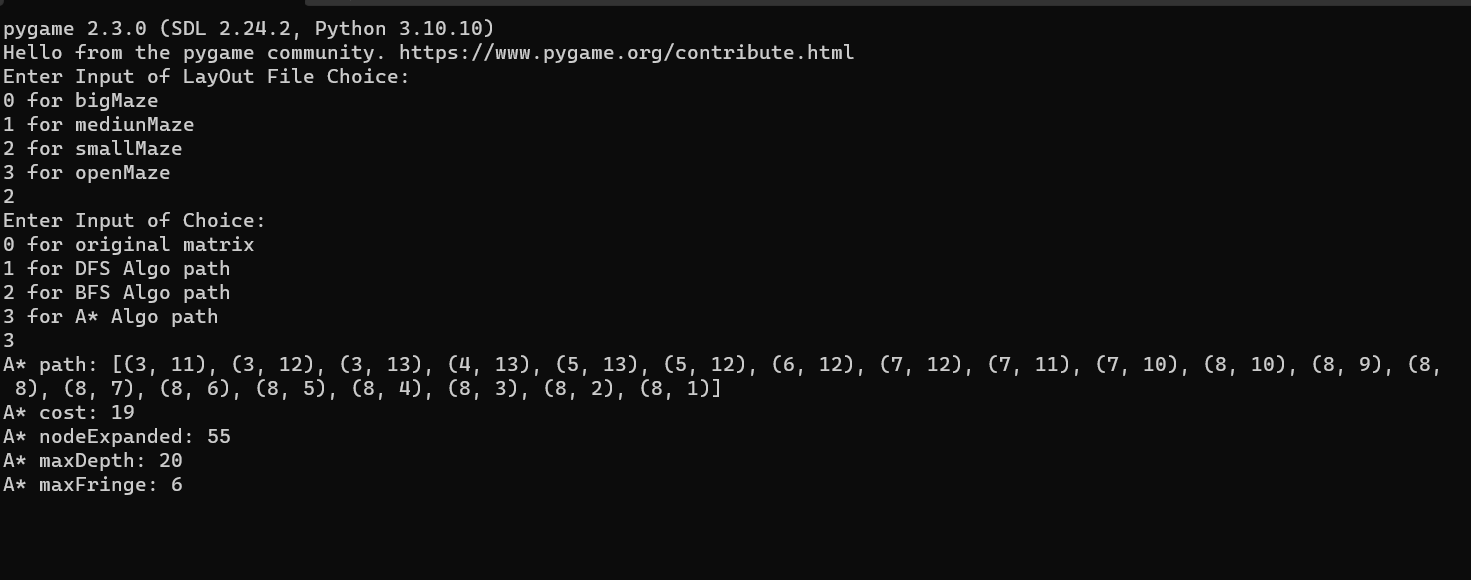 pygame 2.3.0 (SDL 2.24.2, Python 3.10.10)
Hello from the pygame community. https://www.pygame.org/contribute.html
Enter Input of LayOut File Choice:
0 for bigMaze
1 for mediunMaze
2 for smallMaze
3 for openMaze
2
Enter Input of Choice:
0 for original matrix
1 for DFS Algo path
2 for BFS Algo path
3 for A* Algo path
3
A* path: [(3, 11), (3, 12), (3, 13), (4, 13), (5, 13), (5, 12), (6, 12), (7, 12), (7, 11), (7, 10), (8, 10), (8, 9), (8,
 8), (8, 7), (8, 6), (8, 5), (8, 4), (8, 3), (8, 2), (8, 1)]
A* cost: 19
A* nodeExpanded: 55
A* maxDepth: 20
A* maxFringe: 6